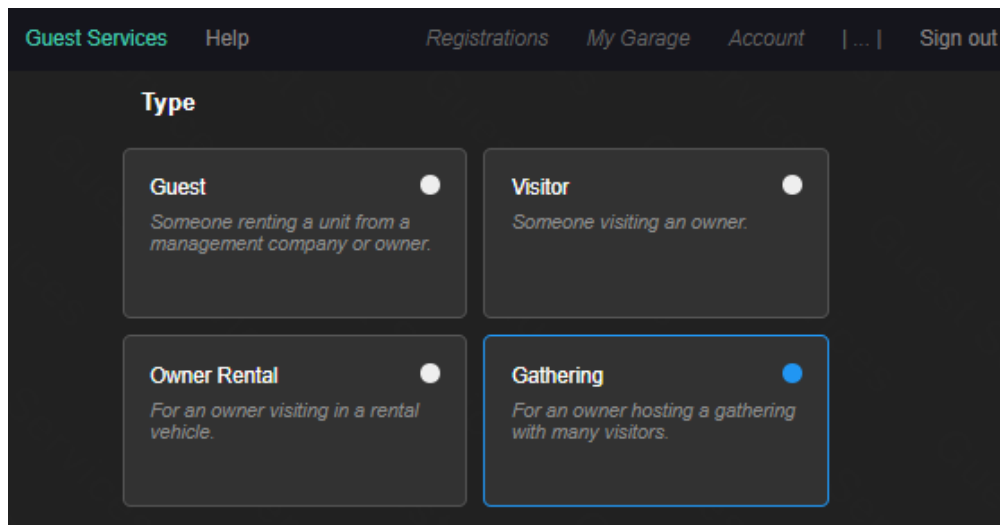 Guest Services Help Registrations My Garage Account | ... | Sign out
Type
Guest
Someone renting a unit from a
management company or owner.
Visitor
Someone visiting an owner.
Owner Rental
For an owner visiting in a rental
vehicle.
Gathering
For an owner hosting a gathering
with many visitors.